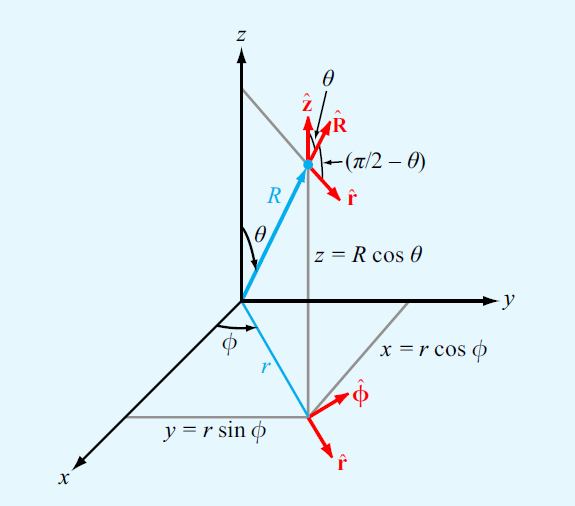 z
θ
ẑ
R̂
(π/2 − θ)
R
r̂
θ
z = R cos θ
y
ϕ
x = r cos ϕ
r
ϕ̂
y = r sin ϕ
r̂
x